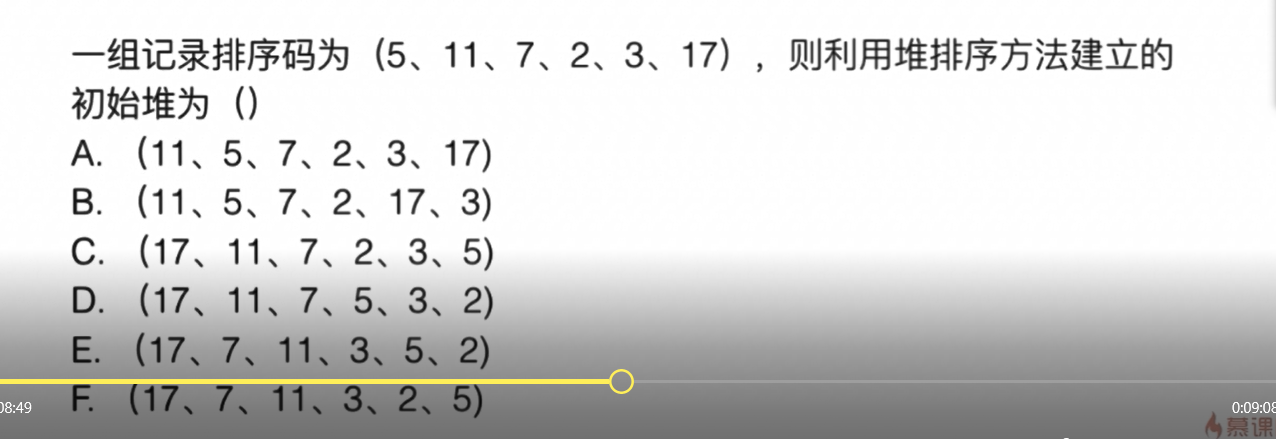 一组记录排序码为（5、11、7、2、3、17），则利用堆排序方法建立的
初始堆为（）
A. （11、5、7、2、3、17)
B. （11、5、7、2、17、3)
C. （17、11、7、2、3、5)
D. （17、11、7、5、3、2)
E. （17、7、11、3、5、2)
F. （17、7、11、3、2、5)
08:49
0:09:08
慕课